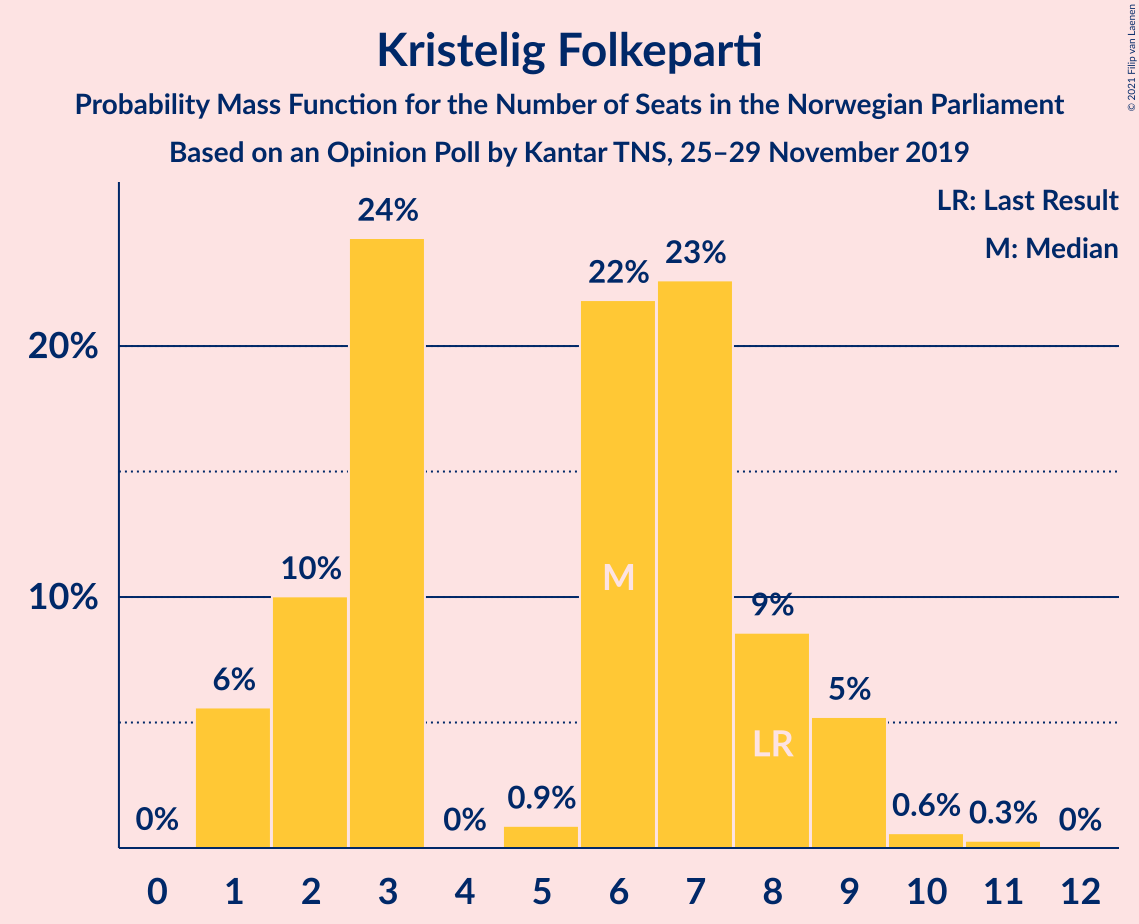 Kristelig Folkeparti
Probability Mass Function for the Number of Seats in the Norwegian Parliament
Based on an Opinion Poll by Kantar TNS, 25–29 November 2019
© 2021 Filip van Laenen
LR: Last Result
M: Median
24%
23%
22%
20%
10%
10%
9%
M
6%
5%
LR
0.9%
0.6%
0.3%
0%
0%
0%
0 1 2 3 4 5 6 7 8 9 10 11 12